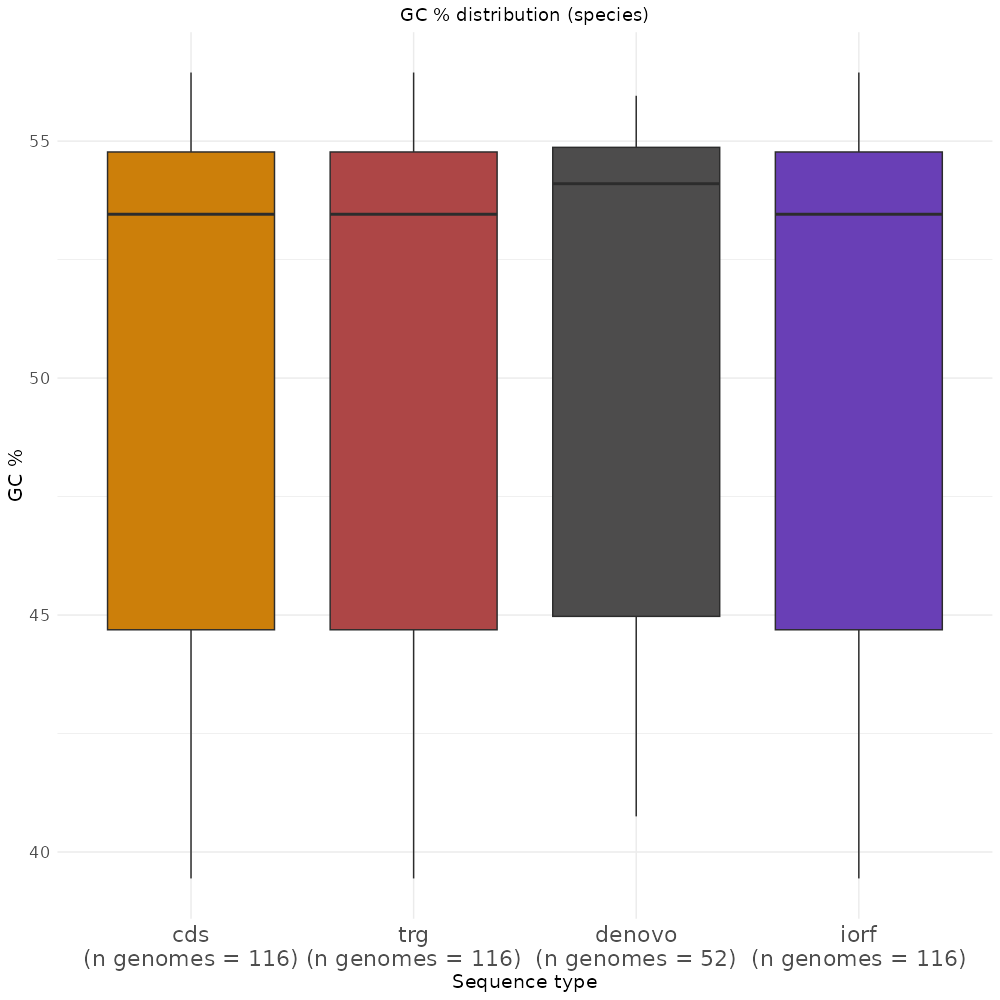 GC % distribution (species)
GC %
55
50
45
40
cds
(n genomes = 116)
trg
(n genomes = 116)
denovo
(n genomes = 52)
iorf
(n genomes = 116)
Sequence type